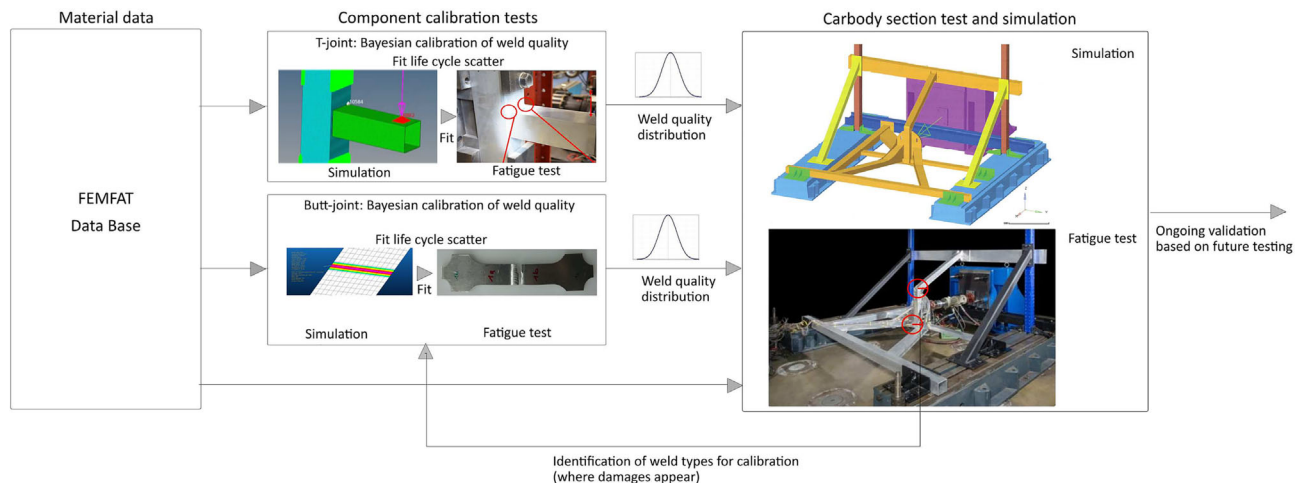 Material data
FEMFAT
Data Base
Component calibration tests
T-joint: Bayesian calibration of weld quality
Fit life cycle scatter
Fit
Simulation
Fatigue test
Butt-joint: Bayesian calibration of weld quality
Fit life cycle scatter
Fit
Simulation
Fatigue test
Weld quality
distribution
Weld quality
distribution
Carbody section test and simulation
Simulation
Fatigue test
Ongoing validation
based on future testing
Identification of weld types for calibration
(where damages appear)